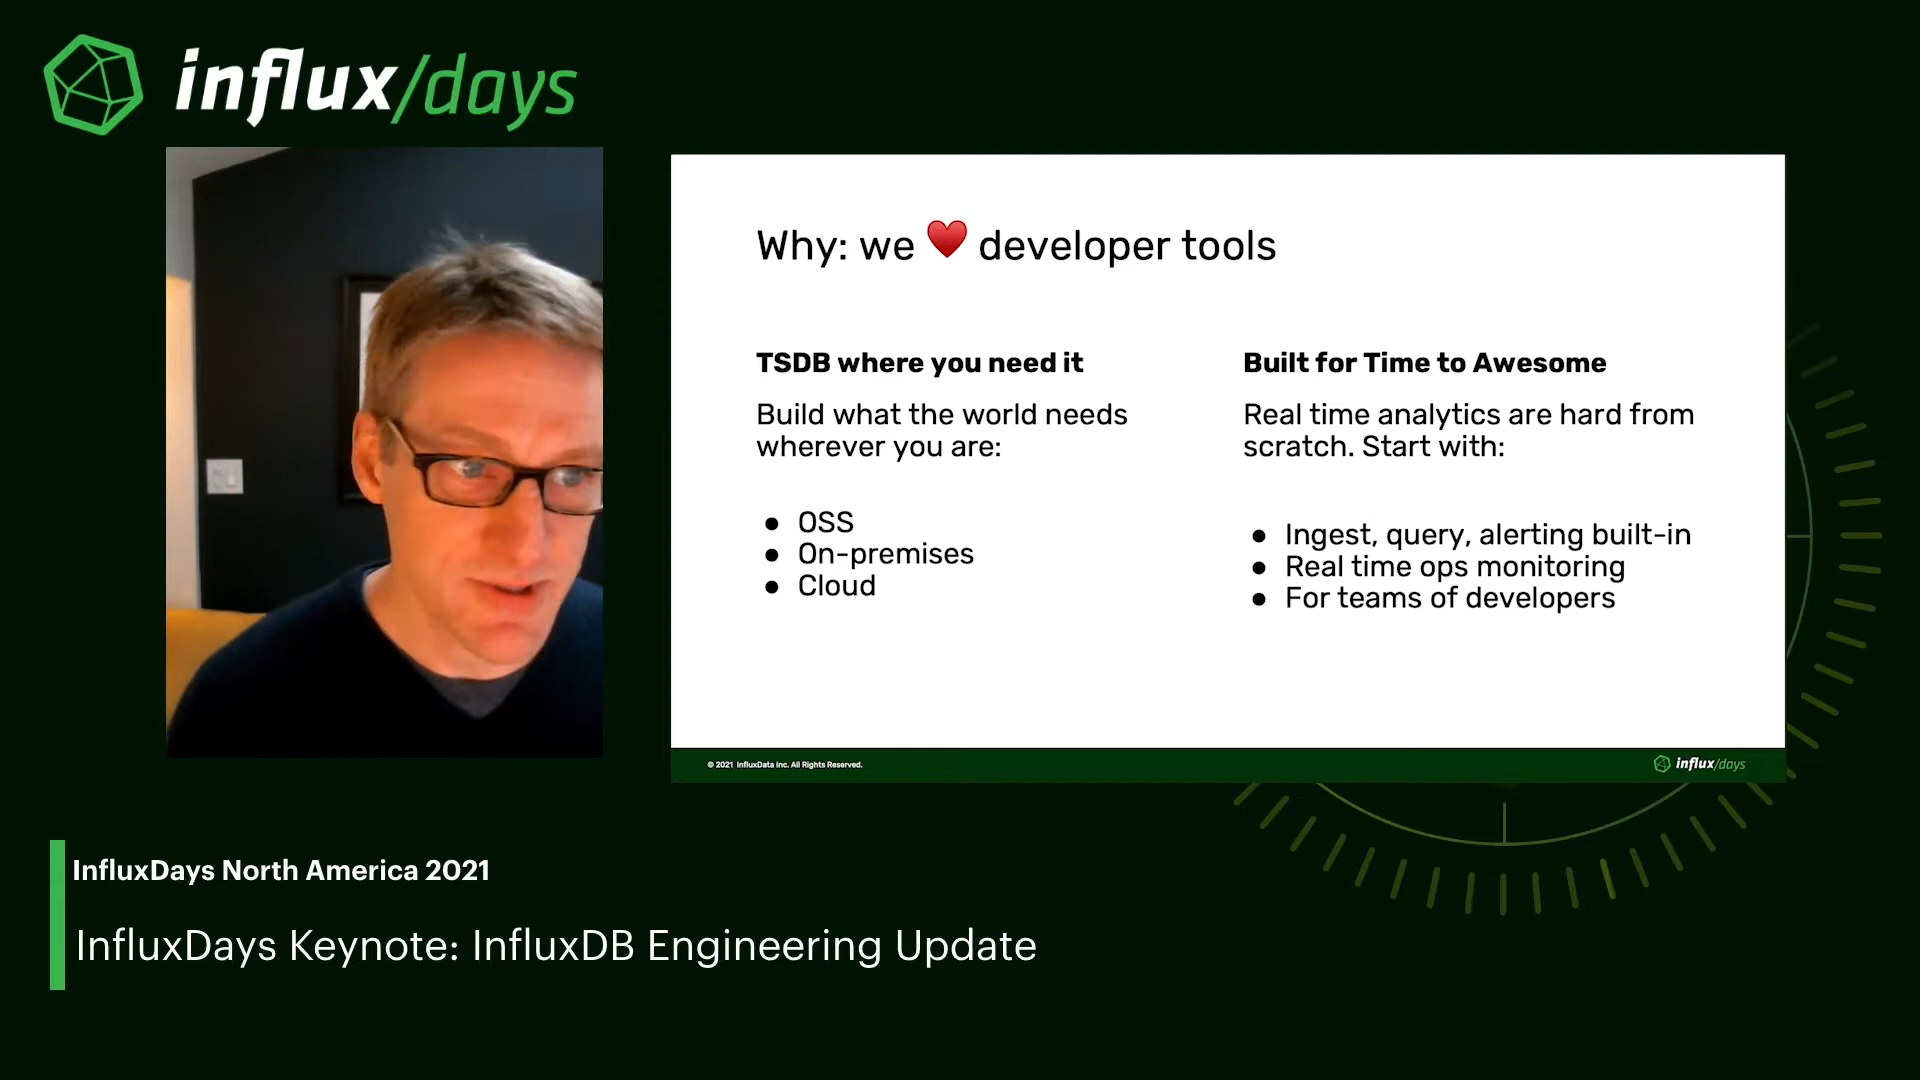 influx/days
Why: we ♥ developer tools
TSDB where you need it
Build what the world needs
wherever you are:
● OSS
● On-premises
● Cloud
Built for Time to Awesome
Real time analytics are hard from
scratch. Start with:
● Ingest, query, alerting built-in
● Real time ops monitoring
● For teams of developers
© 2021 InfluxData Inc. All Rights Reserved.
influx/days
InfluxDays North America 2021
InfluxDays Keynote: InfluxDB Engineering Update